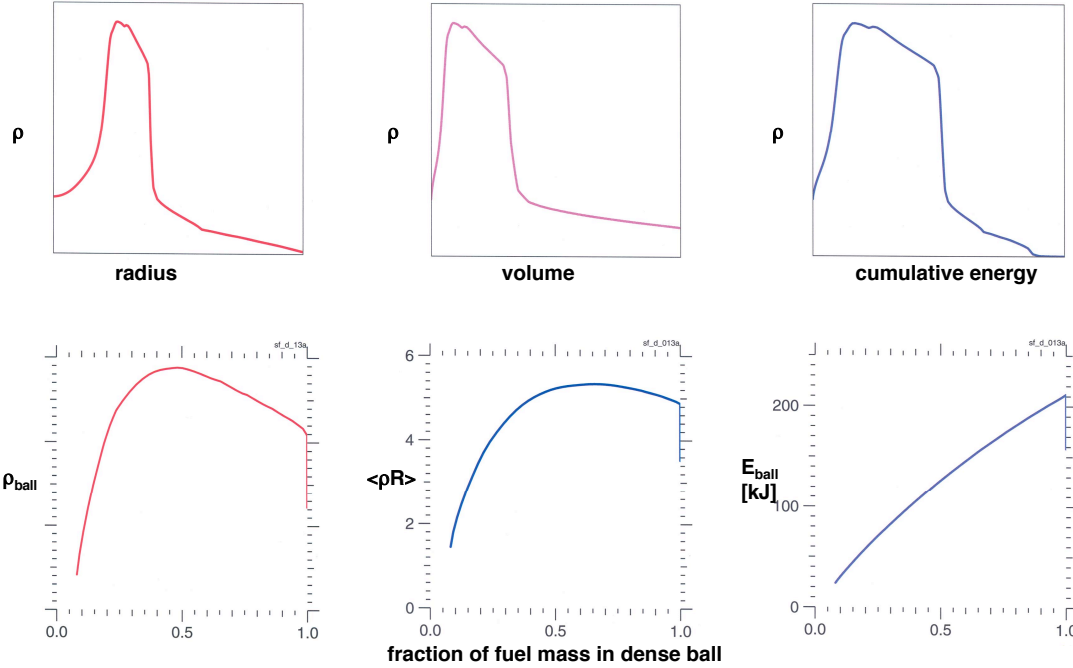 ρ
radius
ρ
volume
ρ
cumulative energy
sf_d_13a
ρball
0.0 0.5 1.0
sf_d_013a
6
4
<ρR>
2
0
0.0 0.5 1.0
sf_d_013a
200
Eball
[kJ]
100
0
0.0 0.5 1.0
fraction of fuel mass in dense ball